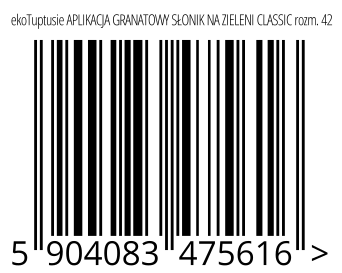 ekoTuptusie APLIKACJA GRANATOWY SŁONIK NA ZIELENI CLASSIC rozm. 42
5 904083 475616 >